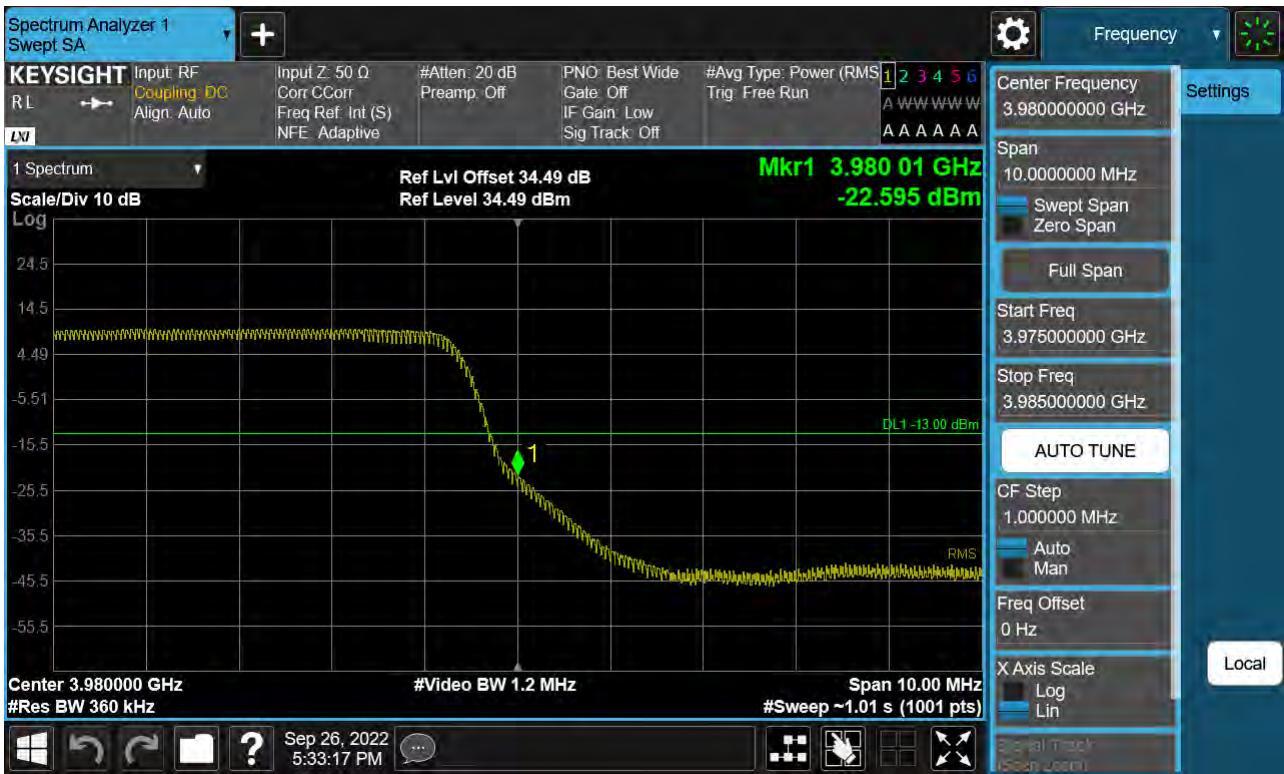 Spectrum Analyzer 1
Swept SA
+
Frequency
KEYSIGHT
RL
LXI
Input: RF
Coupling: DC
Align: Auto
Input Z: 50 Ω
Corr CCorr
Freq Ref: Int (S)
NFE: Adaptive
#Atten: 20 dB
Preamp: Off
PNO: Best Wide
Gate: Off
IF Gain: Low
Sig Track: Off
#Avg Type: Power (RMS
Trig: Free Run
1 2 3 4 5 6
A WW WW W
A A A A A A
1 Spectrum
Scale/Div 10 dB
Ref Lvl Offset 34.49 dB
Ref Level 34.49 dBm
Mkr1 3.980 01 GHz
-22.595 dBm
Log
24.5
14.5
4.49
-5.51
-15.5
-25.5
-35.5
-45.5
-55.5
DL1 -13.00 dBm
1
RMS
Center 3.980000 GHz
#Res BW 360 kHz
#Video BW 1.2 MHz
Span 10.00 MHz
#Sweep ~1.01 s (1001 pts)
Center Frequency
3.980000000 GHz
Settings
Span
10.0000000 MHz
Swept Span
Zero Span
Full Span
Start Freq
3.975000000 GHz
Stop Freq
3.985000000 GHz
AUTO TUNE
CF Step
1.000000 MHz
Auto
Man
Freq Offset
0 Hz
X Axis Scale
Log
Lin
Signal Track
(Span Zoom)
Local
?
Sep 26, 2022
5:33:17 PM